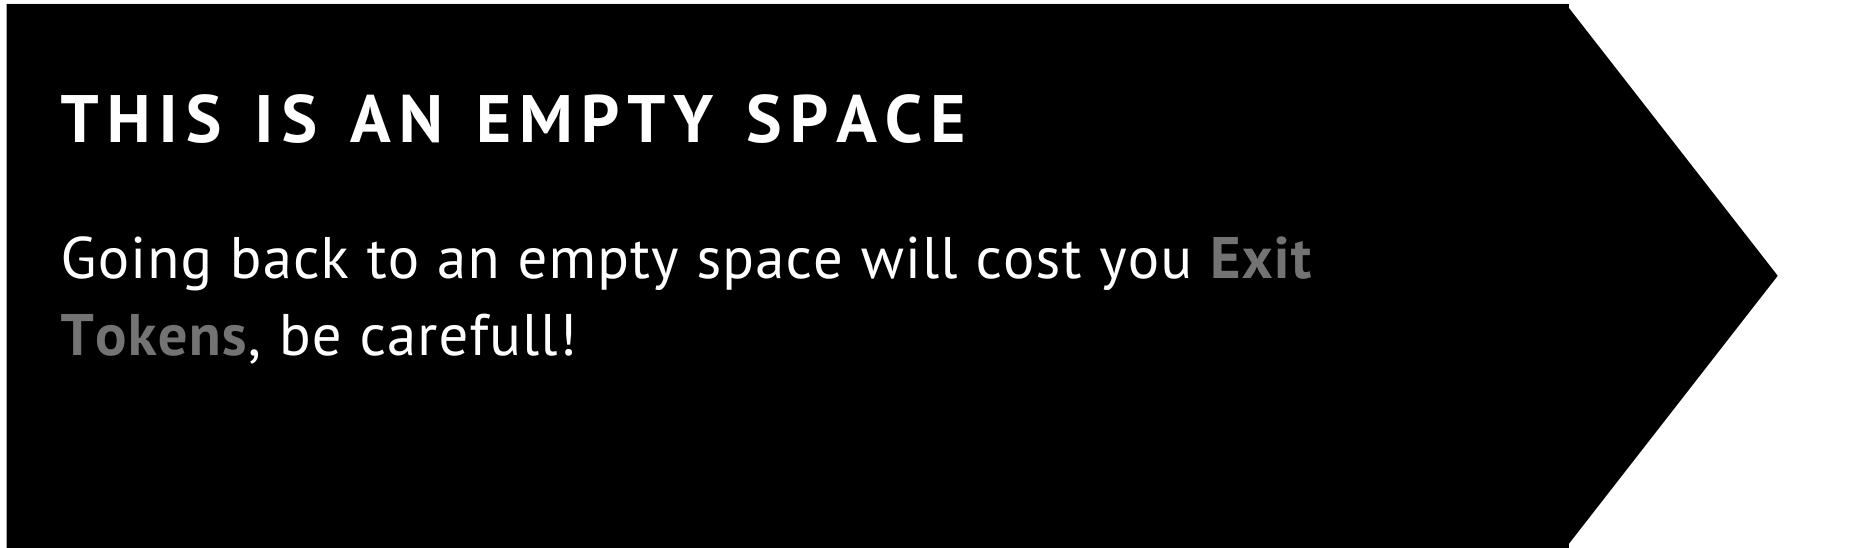 THIS IS AN EMPTY SPACE
Going back to an empty space will cost you Exit
Tokens, be carefull!